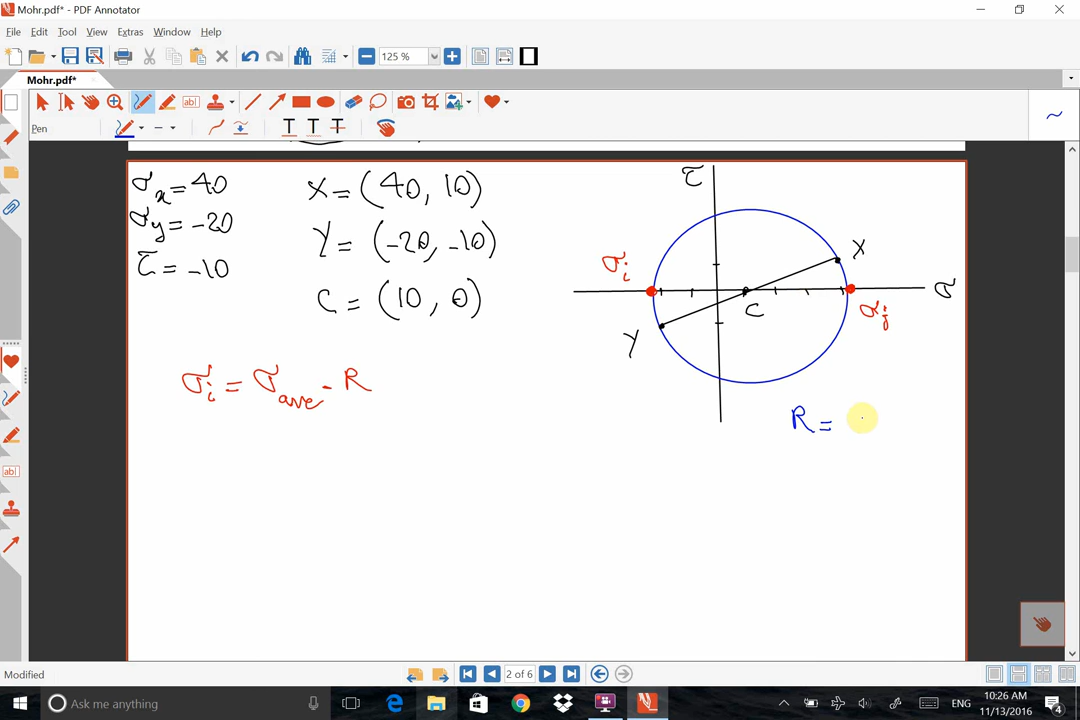 Mohr.pdf* - PDF Annotator
File Edit Tool View Extras Window Help
125 %
Mohr.pdf*
ab|
T T T
Pen
σx = 40
σy = -20
τ = -10
X = (40, 10)
Y = (-20, -10)
C = (10, 0)
σi = σave - R
τ
σi
X
σ
C
σj
Y
R =
Modified
2 of 6
Ask me anything
ENG
10:26 AM
11/13/2016
4